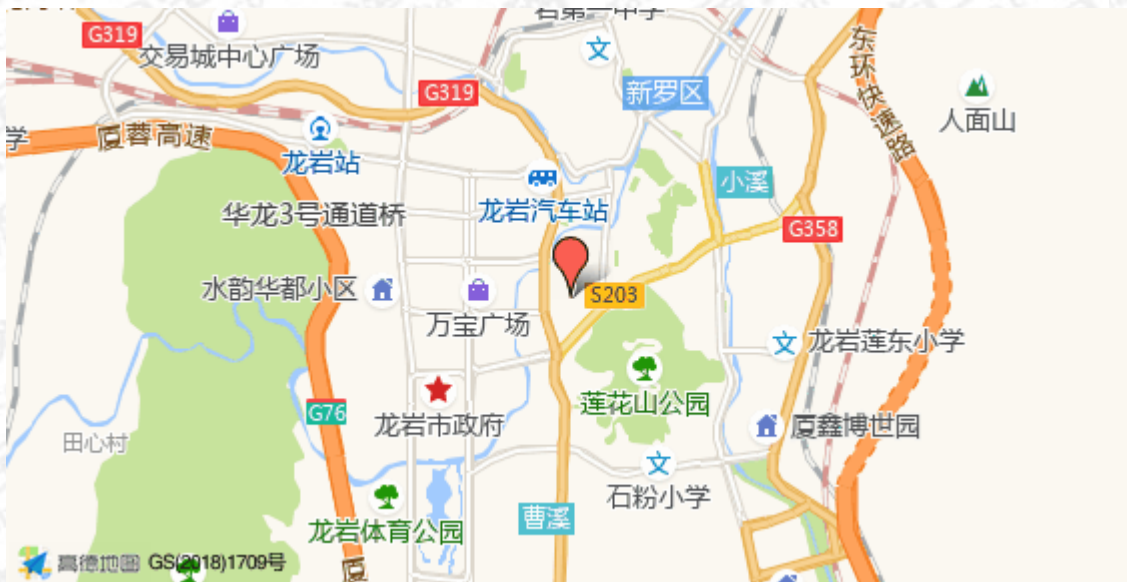 G319
交易城中心广场
G319
新罗区
东环快速路
人面山
学
厦蓉高速
龙岩站
小溪
龙岩汽车站
华龙3号通道桥
G358
水韵华都小区
S203
万宝广场
龙岩莲东小学
文
文
文
莲花山公园
G76
龙岩市政府
厦鑫博世园
田心村
石粉小学
曹溪
龙岩体育公园
高德地图 GS(2018)1709号
厦